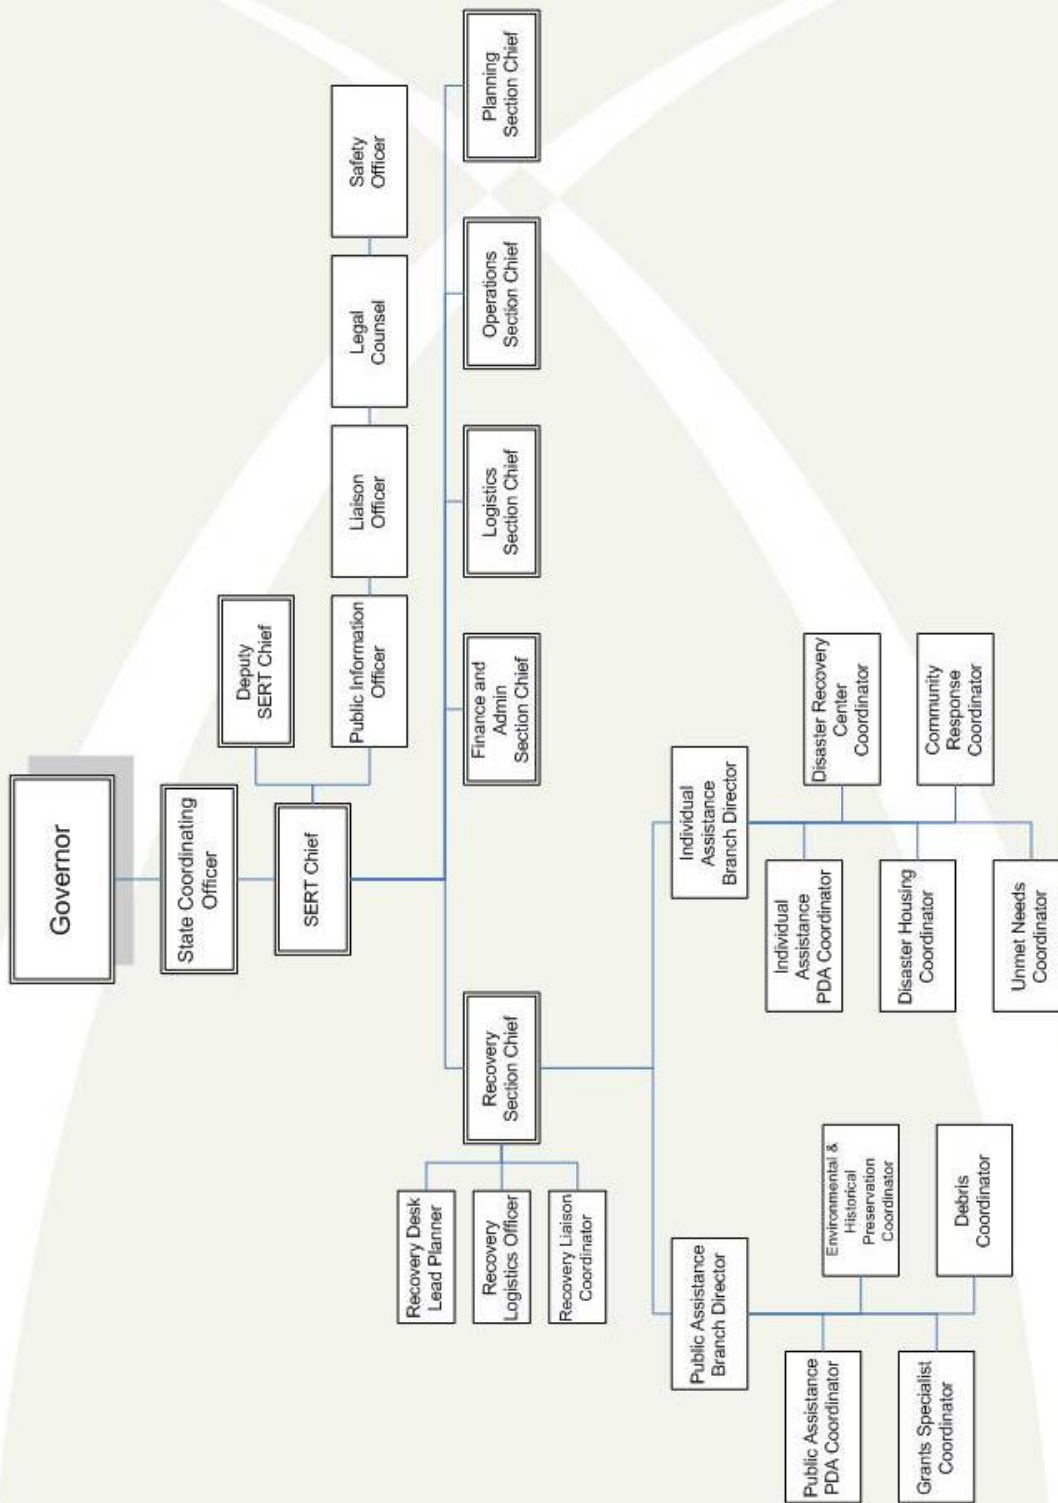 Governor
State Coordinating
Officer
Deputy
SERT Chief
SERT Chief
Public Information
Officer
Liaison
Officer
Legal
Counsel
Safety
Officer
Recovery
Section Chief
Finance and
Admin
Section Chief
Logistics
Section Chief
Operations
Section Chief
Planning
Section Chief
Recovery Desk
Lead Planner
Recovery
Logistics Officer
Recovery Liaison
Coordinator
Public Assistance
Branch Director
Individual
Assistance
Branch Director
Public Assistance
PDA Coordinator
Environmental &
Historical
Preservation
Coordinator
Grants Specialist
Coordinator
Debris
Coordinator
Individual
Assistance
PDA Coordinator
Disaster Recovery
Center
Coordinator
Disaster Housing
Coordinator
Community
Response
Coordinator
Unmet Needs
Coordinator